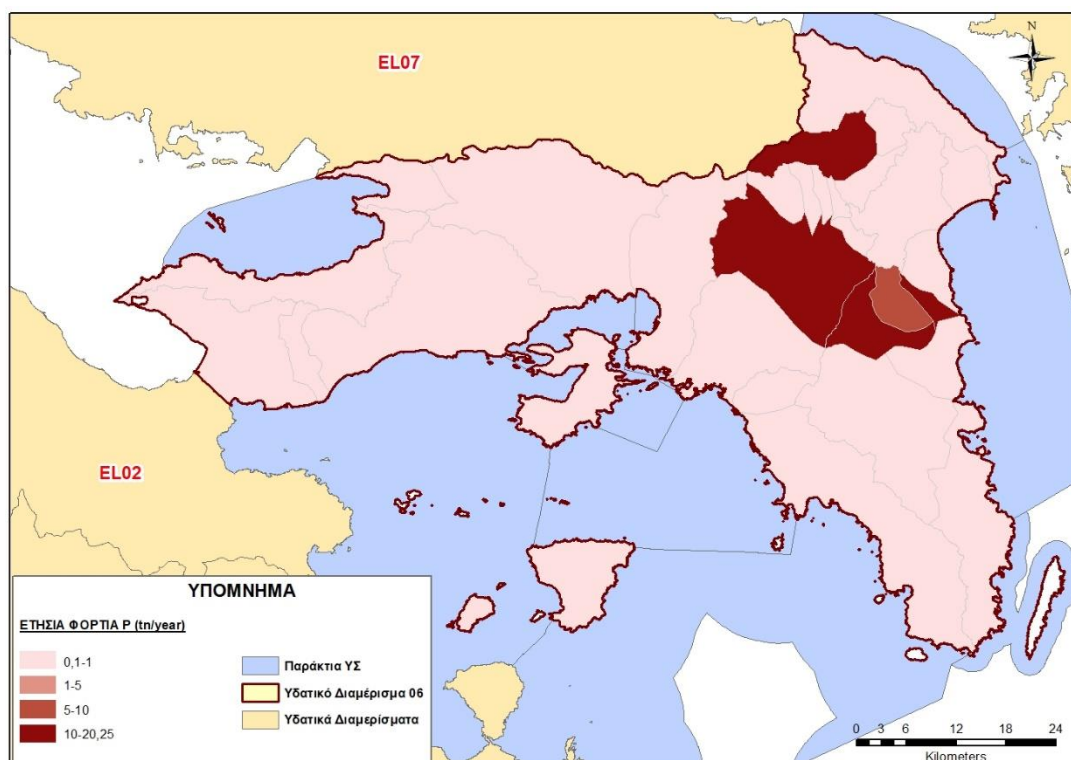 N
EL07
EL02
ΥΠΟΜΝΗΜΑ
ΕΤΗΣΙΑ ΦΟΡΤΙΑ P (tn/year)
0,1-1
1-5
5-10
10-20,25
Παράκτια ΥΣ
Υδατικό Διαμέρισμα 06
Υδατικά Διαμερίσματα
0 3 6 12 18 24
Kilometers